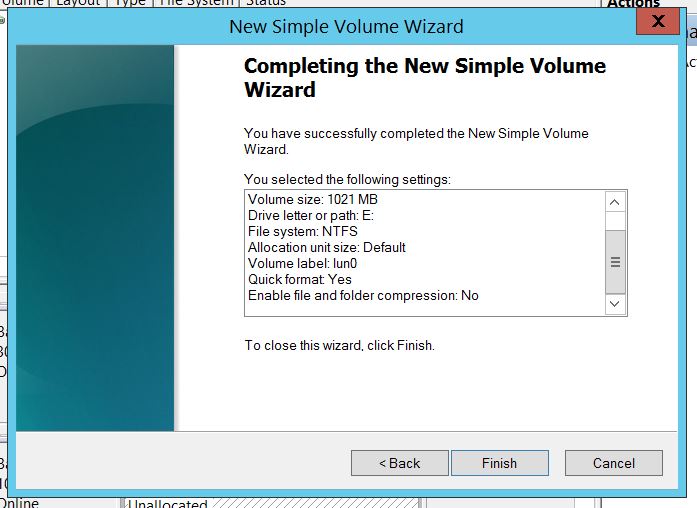 Layout | Type | File System | Status
Actions
New Simple Volume Wizard
X
Completing the New Simple Volume
Wizard
You have successfully completed the New Simple Volume
Wizard.
You selected the following settings:
Volume size: 1021 MB
Drive letter or path: E:
File system: NTFS
Allocation unit size: Default
Volume label: lun0
Quick format: Yes
Enable file and folder compression: No
To close this wizard, click Finish.
< Back
Finish
Cancel
Online
Unallocated